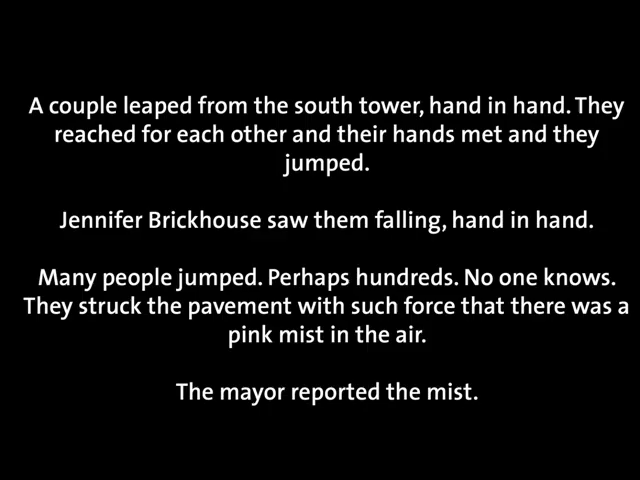 A couple leaped from the south tower, hand in hand. They
reached for each other and their hands met and they
jumped.
Jennifer Brickhouse saw them falling, hand in hand.
Many people jumped. Perhaps hundreds. No one knows.
They struck the pavement with such force that there was a
pink mist in the air.
The mayor reported the mist.